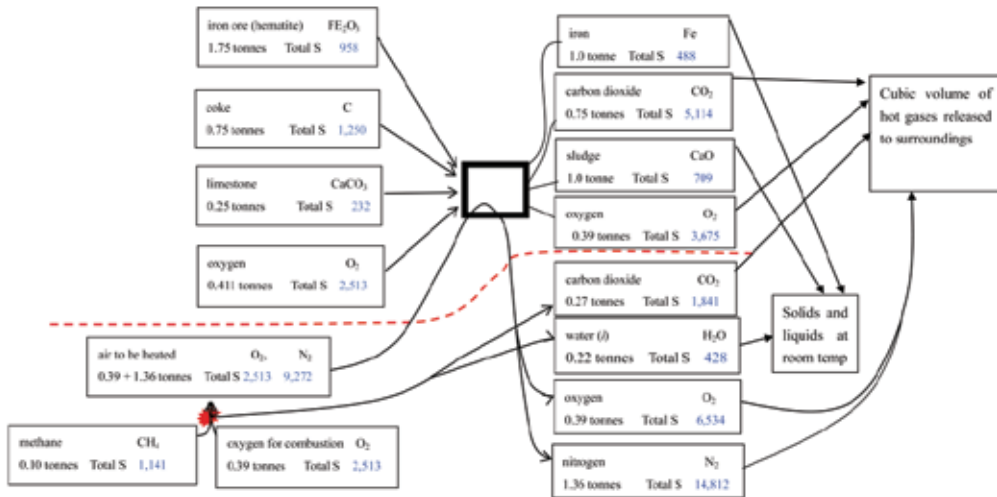 iron ore (hematite) FE₂O₃
1.75 tonnes Total S 958
coke C
0.75 tonnes Total S 1,250
limestone CaCO₃
0.25 tonnes Total S 232
oxygen O₂
0.411 tonnes Total S 2,513
air to be heated O₂, N₂
0.39 + 1.36 tonnes Total S 2,513 9,272
methane CH₄
0.10 tonnes Total S 1,141
oxygen for combustion O₂
0.39 tonnes Total S 2,513
iron Fe
1.0 tonne Total S 488
carbon dioxide CO₂
0.75 tonnes Total S 5,114
sludge CaO
1.0 tonne Total S 709
oxygen O₂
0.39 tonnes Total S 3,675
carbon dioxide CO₂
0.27 tonnes Total S 1,841
water (l) H₂O
0.22 tonnes Total S 428
oxygen O₂
0.39 tonnes Total S 6,534
nitrogen N₂
1.36 tonnes Total S 14,812
Cubic volume of
hot gases released
to surroundings
Solids and
liquids at
room temp